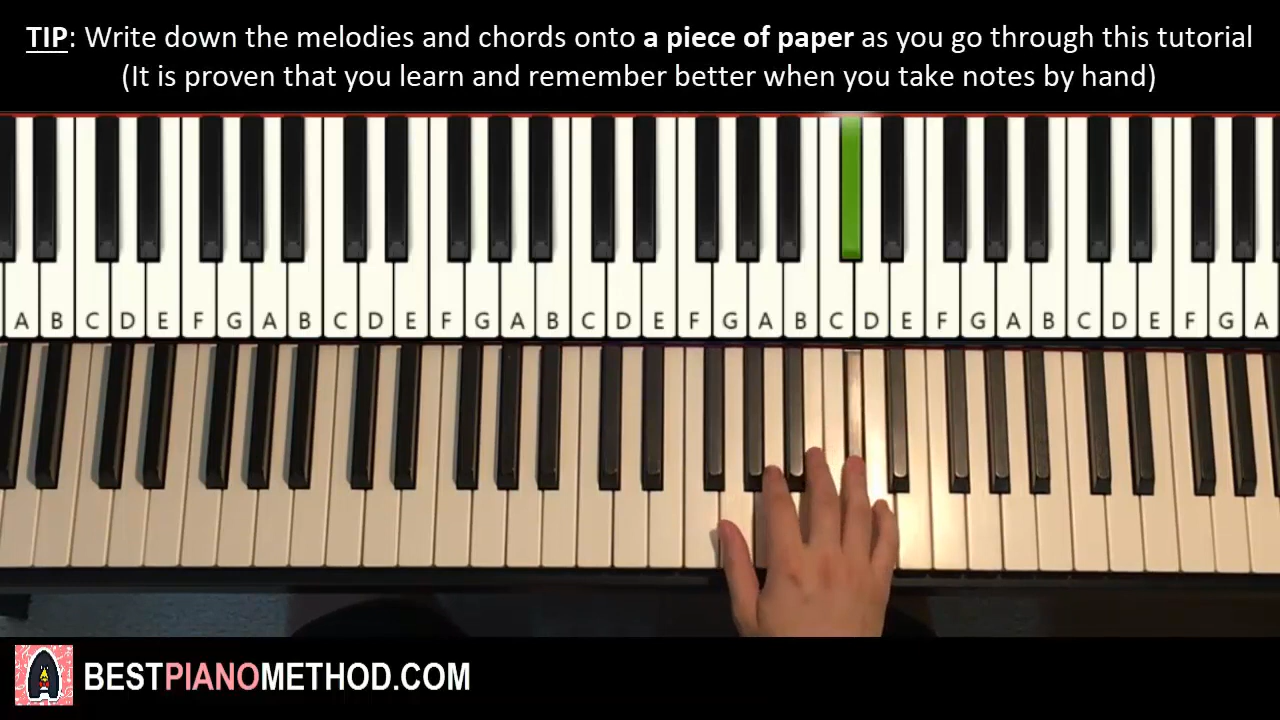 TIP: Write down the melodies and chords onto a piece of paper as you go through this tutorial
(It is proven that you learn and remember better when you take notes by hand)
A B C D E F G A B C D E F G A B C D E F G A B C D E F G A B C D E F G A
BESTPIANOMETHOD.COM